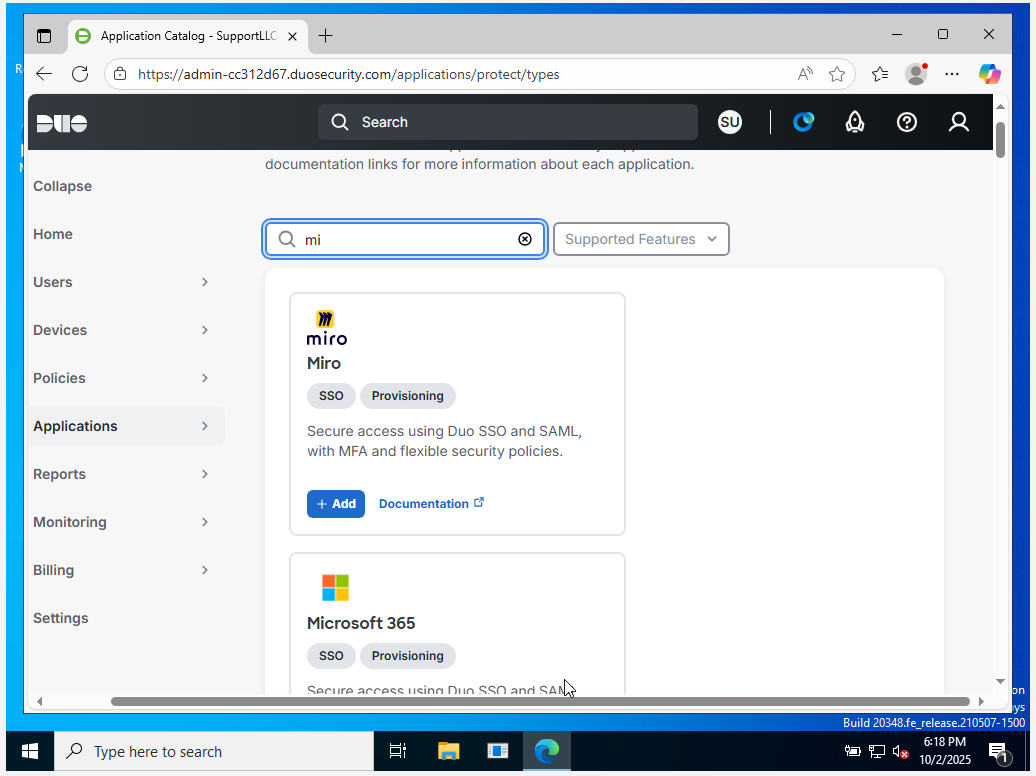 Application Catalog - SupportLLC
https://admin-cc312d67.duosecurity.com/applications/protect/types
DUO
Search
SU
documentation links for more information about each application.
Collapse
Home
Users
Devices
Policies
Applications
Reports
Monitoring
Billing
Settings
mi
Supported Features
miro
Miro
SSO
Provisioning
Secure access using Duo SSO and SAML,
with MFA and flexible security policies.
+ Add
Documentation
Microsoft 365
SSO
Provisioning
Secure access using Duo SSO and SAM
Build 20348.fe_release.210507-1500
Type here to search
6:18 PM
10/2/2025
1